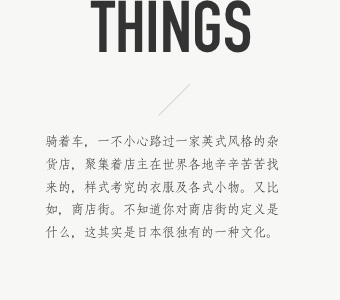 THINGS
骑着车，一不小心路过一家英式风格的杂
货店，聚集着店主在世界各地辛辛苦苦找
来的，样式考究的衣服及各式小物。又比
如，商店街。不知道你对商店街的定义是
什么，这其实是日本很独有的一种文化。